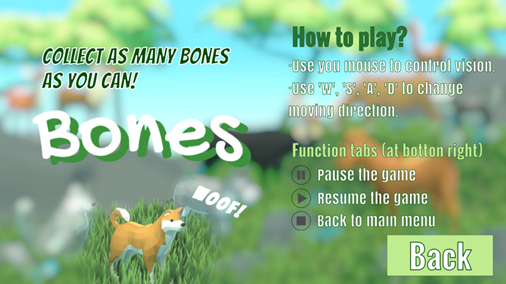 COLLECT AS MANY BONES
AS YOU CAN!
Bones
WOOF!
How to play?
-Use you mouse to control vision.
-Use 'W', 'S', 'A', 'D' to change
moving direction.
Function tabs (at botton right)
Pause the game
Resume the game
Back to main menu
Back